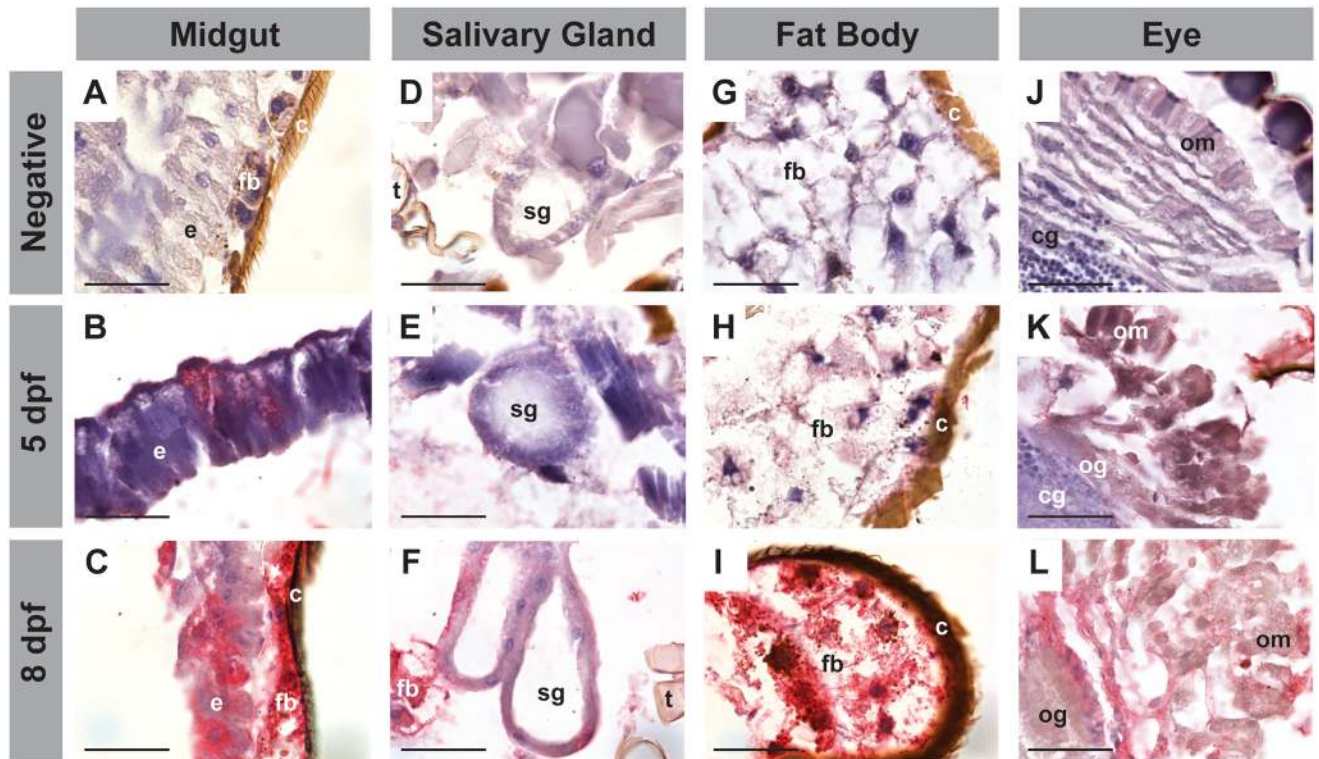 Midgut
Salivary Gland
Fat Body
Eye
Negative
A
c
fb
e
D
t
sg
G
c
fb
J
om
cg
5 dpf
B
e
E
sg
H
fb
c
K
om
og
cg
8 dpf
C
c
e
fb
F
fb
sg
t
I
c
fb
L
om
og